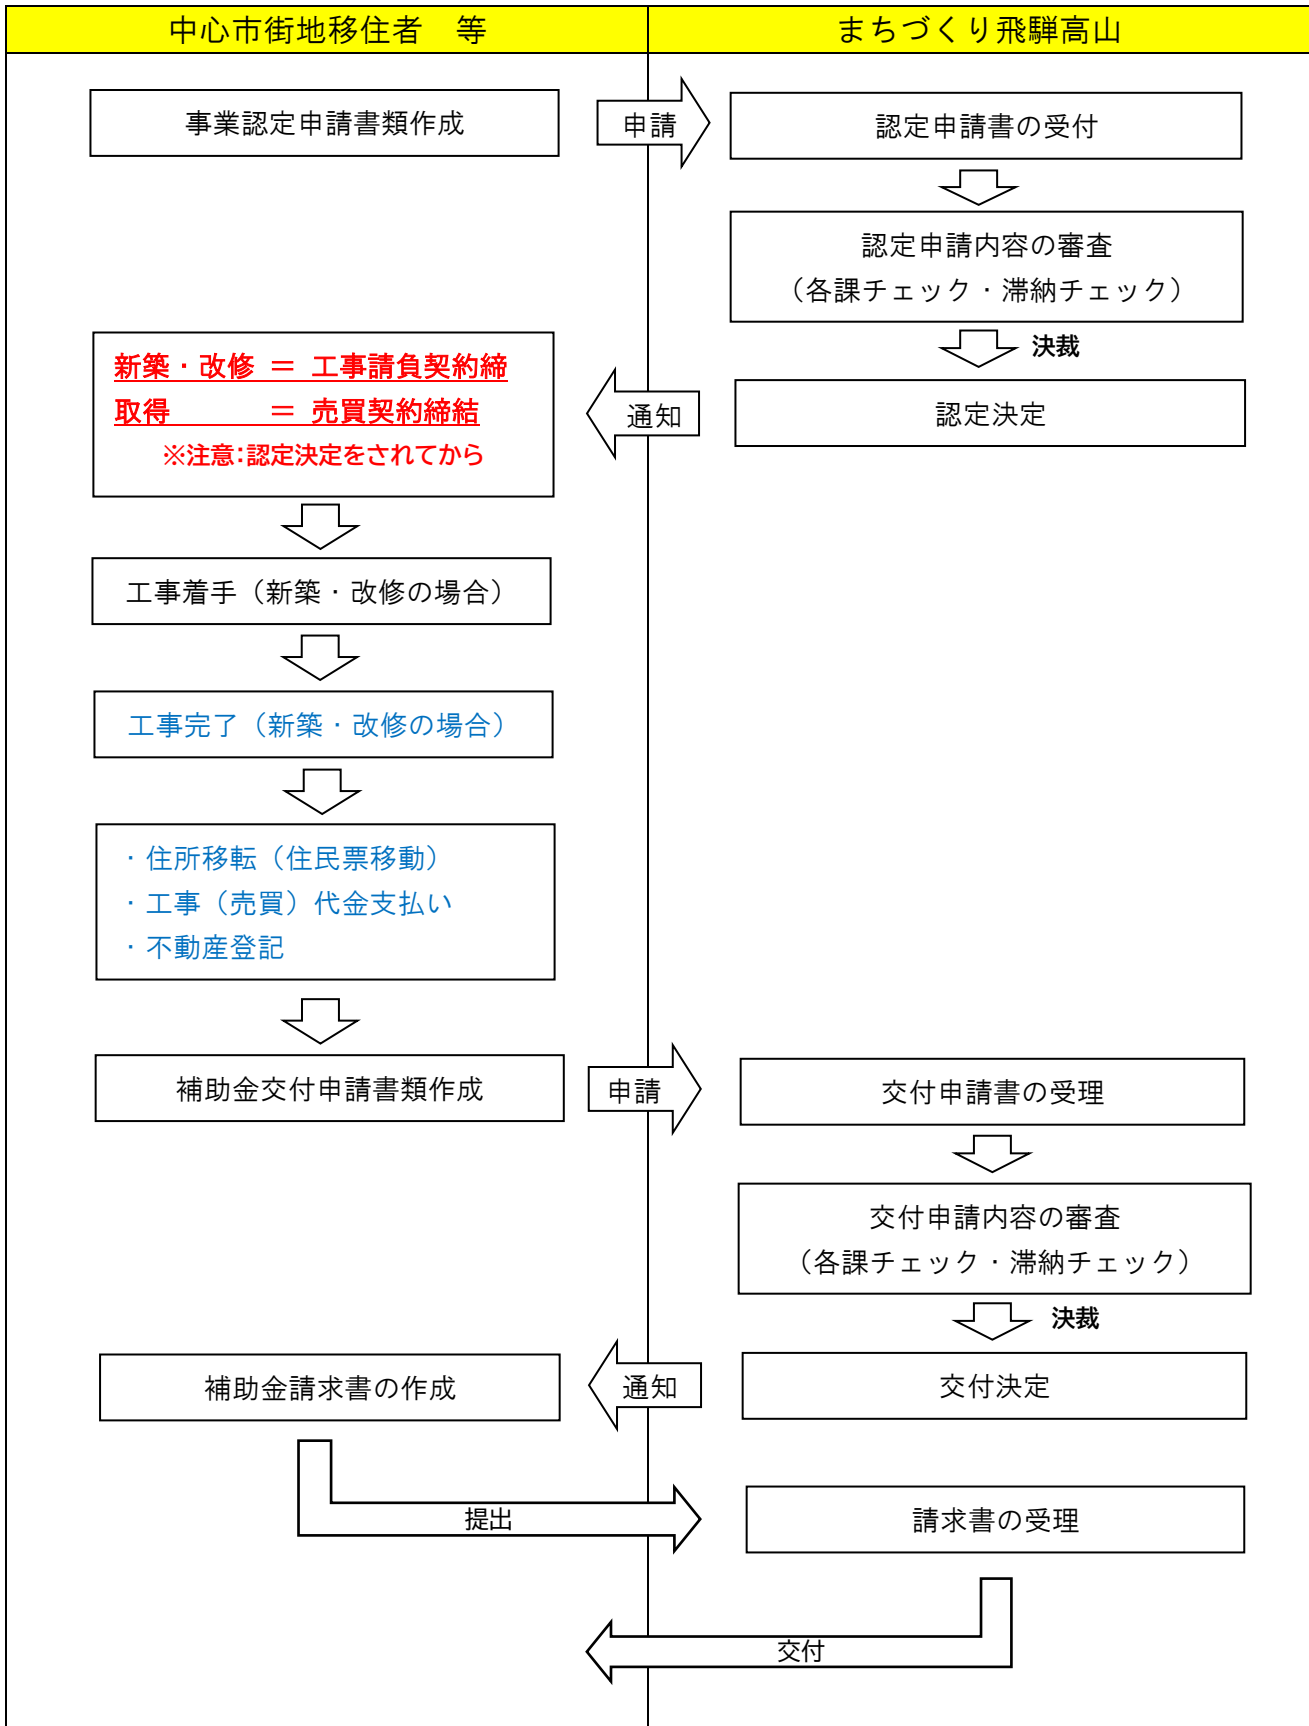 中心市街地移住者　等
まちづくり飛騨高山
事業認定申請書類作成
申請
認定申請書の受付
認定申請内容の審査
（各課チェック・滞納チェック）
決裁
認定決定
通知
新築・改修 ＝ 工事請負契約締
取得　　　 ＝ 売買契約締結
※注意：認定決定をされてから
工事着手（新築・改修の場合）
工事完了（新築・改修の場合）
・住所移転（住民票移動）
・工事（売買）代金支払い
・不動産登記
補助金交付申請書類作成
申請
交付申請書の受理
交付申請内容の審査
（各課チェック・滞納チェック）
決裁
交付決定
通知
補助金請求書の作成
提出
請求書の受理
交付